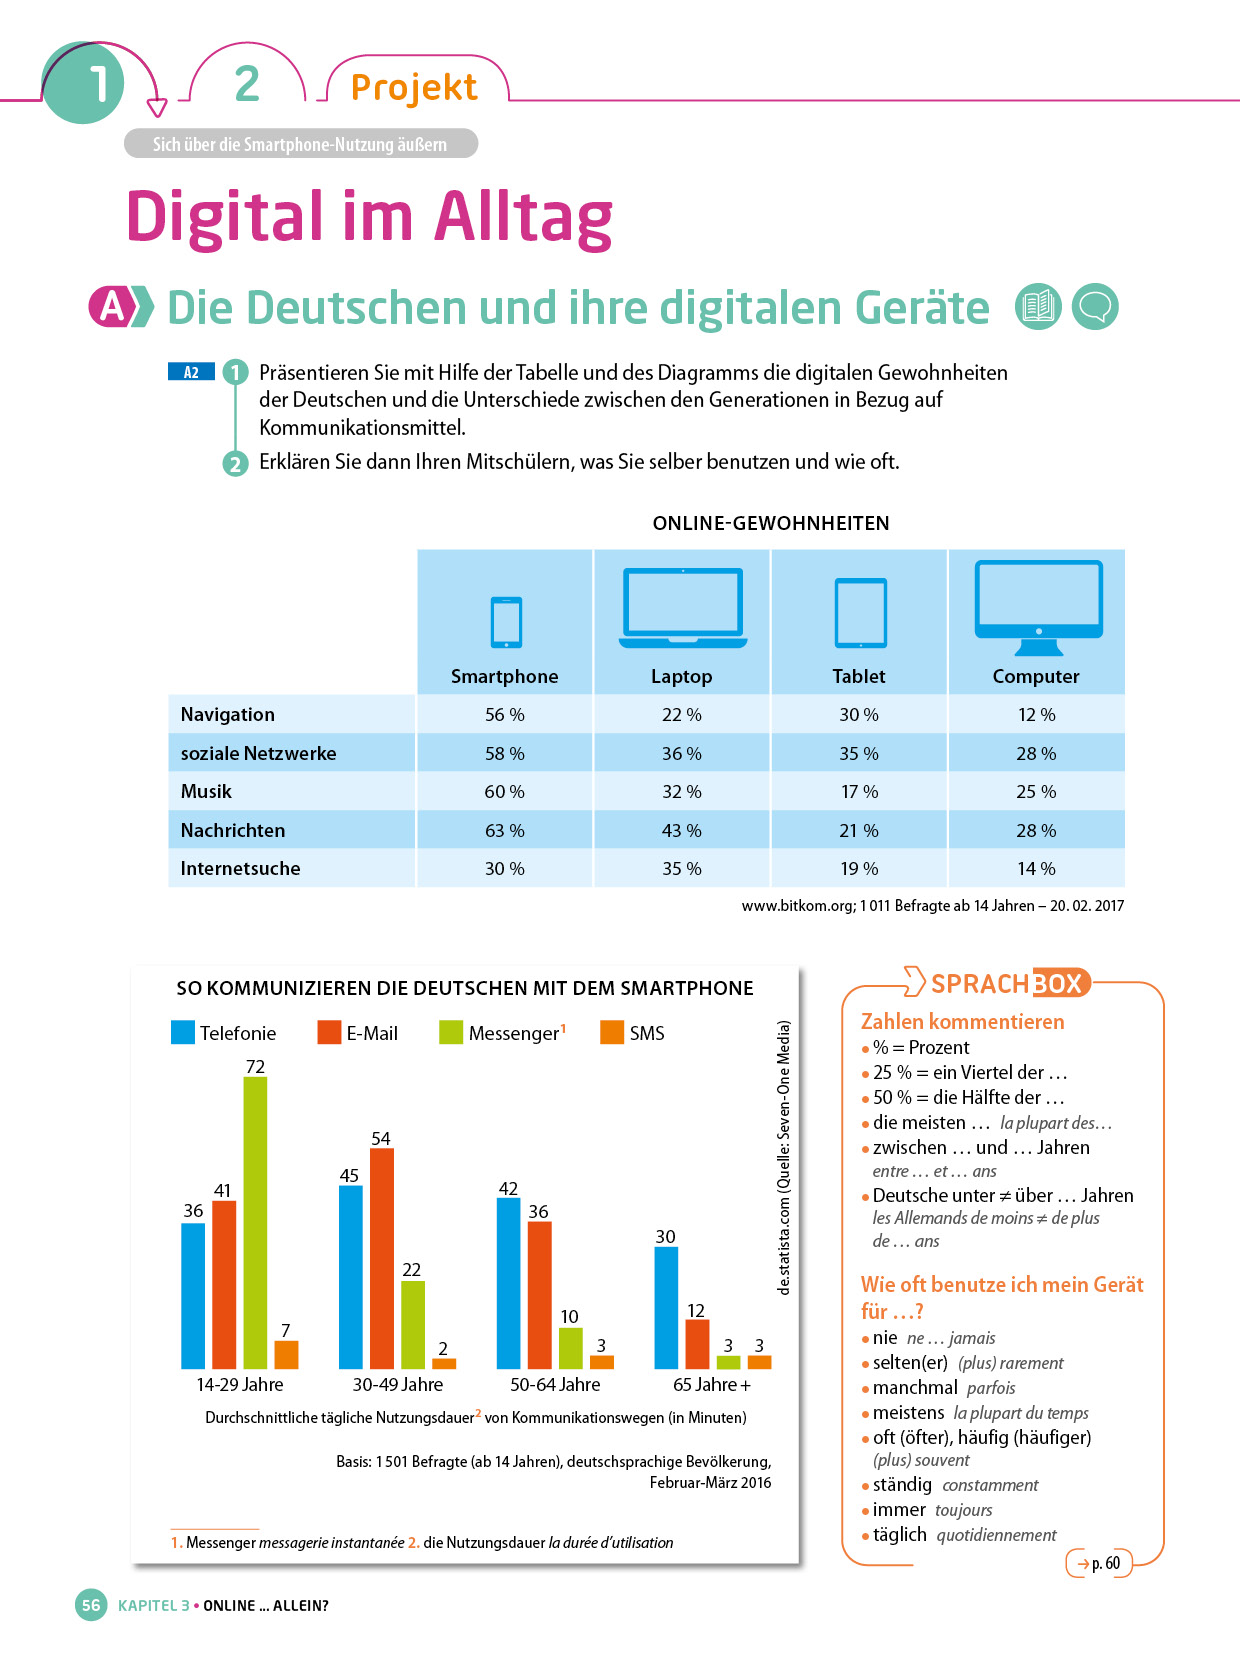 1
2
Projekt
Sich über die Smartphone-Nutzung äußern
Digital im Alltag
A Die Deutschen und ihre digitalen Geräte
A2 1 Präsentieren Sie mit Hilfe der Tabelle und des Diagramms die digitalen Gewohnheiten
der Deutschen und die Unterschiede zwischen den Generationen in Bezug auf
Kommunikationsmittel.
2 Erklären Sie dann Ihren Mitschülern, was Sie selber benutzen und wie oft.
ONLINE-GEWOHNHEITEN
Smartphone Laptop Tablet Computer
Navigation 56 % 22 % 30 % 12 %
soziale Netzwerke 58 % 36 % 35 % 28 %
Musik 60 % 32 % 17 % 25 %
Nachrichten 63 % 43 % 21 % 28 %
Internetsuche 30 % 35 % 19 % 14 %
www.bitkom.org; 1 011 Befragte ab 14 Jahren – 20. 02. 2017
SO KOMMUNIZIEREN DIE DEUTSCHEN MIT DEM SMARTPHONE
Telefonie E-Mail Messenger1 SMS
36 41 72 7
45 54 22 2
42 36 10 3
30 12 3 3
14-29 Jahre 30-49 Jahre 50-64 Jahre 65 Jahre +
Durchschnittliche tägliche Nutzungsdauer2 von Kommunikationswegen (in Minuten)
Basis: 1 501 Befragte (ab 14 Jahren), deutschsprachige Bevölkerung,
Februar-März 2016
de.statista.com (Quelle: Seven-One Media)
1. Messenger messagerie instantanée 2. die Nutzungsdauer la durée d'utilisation
SPRACHBOX
Zahlen kommentieren
• % = Prozent
• 25 % = ein Viertel der …
• 50 % = die Hälfte der …
• die meisten … la plupart des…
• zwischen … und … Jahren
entre … et … ans
• Deutsche unter ≠ über … Jahren
les Allemands de moins ≠ de plus
de … ans
Wie oft benutze ich mein Gerät
für …?
• nie ne … jamais
• selten(er) (plus) rarement
• manchmal parfois
• meistens la plupart du temps
• oft (öfter), häufig (häufiger)
(plus) souvent
• ständig constamment
• immer toujours
• täglich quotidiennement
→ p. 60
56 KAPITEL 3 • ONLINE ... ALLEIN?